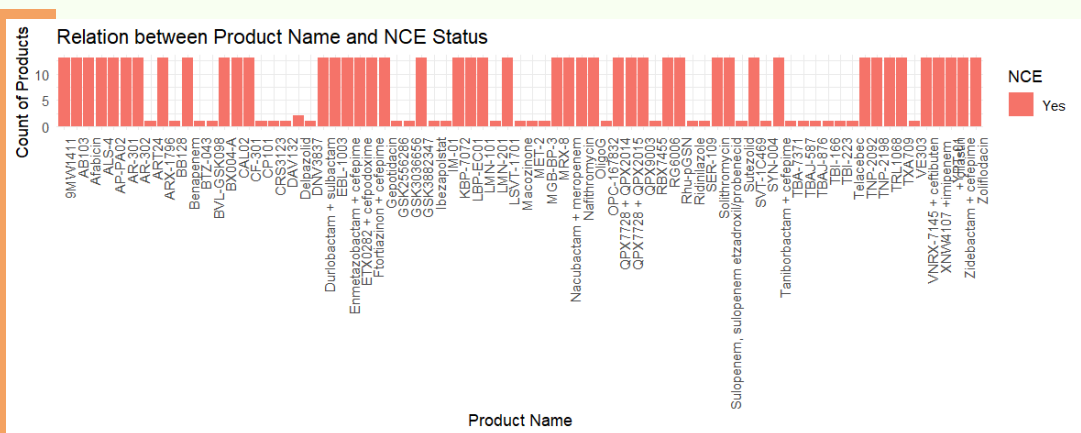 Relation between Product Name and NCE Status
Count of Products
10
5
0
9MW1411
AB103
Afabicin
ALS-4
AP-PA02
AR-301
AR-302
ART24
ARX-1796
BB128
Benapenem
BTZ-043
BVL-GSK098
BX004-A
CAL02
CF-301
CP101
CRS3123
DAV132
Delpazolid
DNV3837
Durlobactam + sulbactam
EBL-1003
Enmetazobactam + cefepime
ETX0282 + cefpodoxime
Ftortiazinon + cefepime
Gepotidacin
GSK2556286
GSK3036656
GSK3882347
Ibezapolstat
IM-01
KBP-7072
LBP-EC01
LMN-101
LMN-201
LSVT-1701
Macozinone
MET-2
MGB-BP-3
MRX-8
Nacubactam + meropenem
Nafithromycin
OligoG
OPC-167832
QPX7728 + QPX2014
QPX7728 + QPX2015
QPX9003
RBX7455
RG6006
Rhu-pGSN
Ridinilazole
SER-109
Solithromycin
Sulopenem, sulopenem etzadroxil/probenecid
Sutezolid
SVT-1C469
SYN-004
Taniborbactam + cefepime
TBA-7371
TBAJ-587
TBAJ-876
TBI-166
TBI-223
Telacebec
TNP-2092
TNP-2198
TRL1068
TXA709
VE303
VNRX-7145 + ceftibuten
XNW4107 +imipenem
Zidebactam + cefepime
Zoliflodacin
Product Name
NCE
Yes